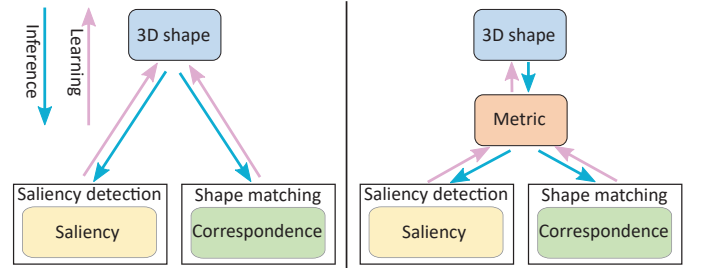 Inference
Learning
3D shape
Saliency detection
Saliency
Shape matching
Correspondence
3D shape
Metric
Saliency detection
Saliency
Shape matching
Correspondence